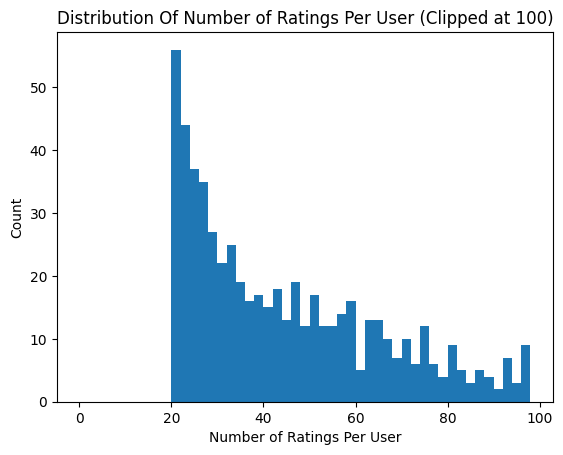 Distribution Of Number of Ratings Per User (Clipped at 100)
50
40
30
20
10
0
Count
0 20 40 60 80 100
Number of Ratings Per User